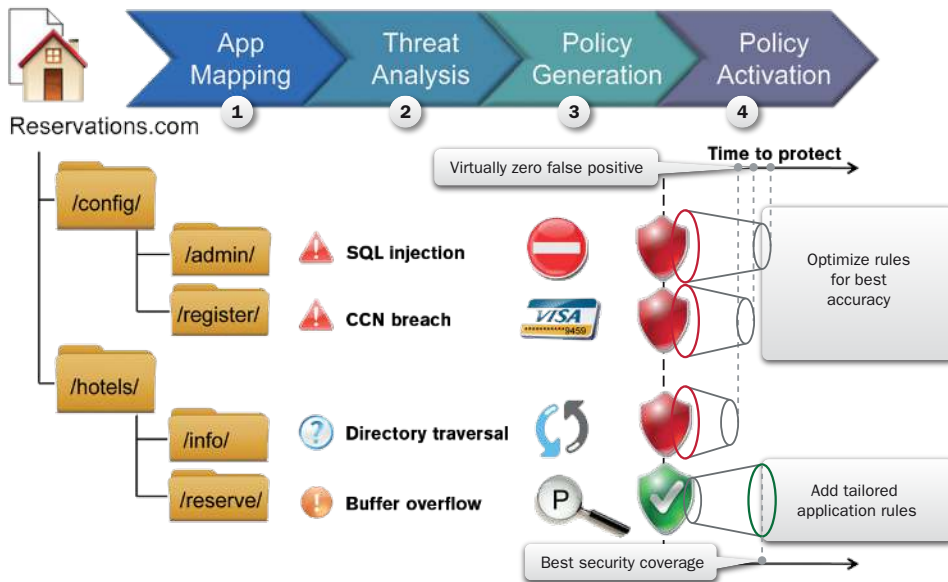 App
Mapping
1
Threat
Analysis
2
Policy
Generation
3
Policy
Activation
4
Reservations.com
Virtually zero false positive
Time to protect
/config/
/admin/
SQL injection
Optimize rules
for best
accuracy
/register/
CCN breach
VISA
**********9459
/hotels/
/info/
Directory traversal
/reserve/
Buffer overflow
P
Add tailored
application rules
Best security coverage